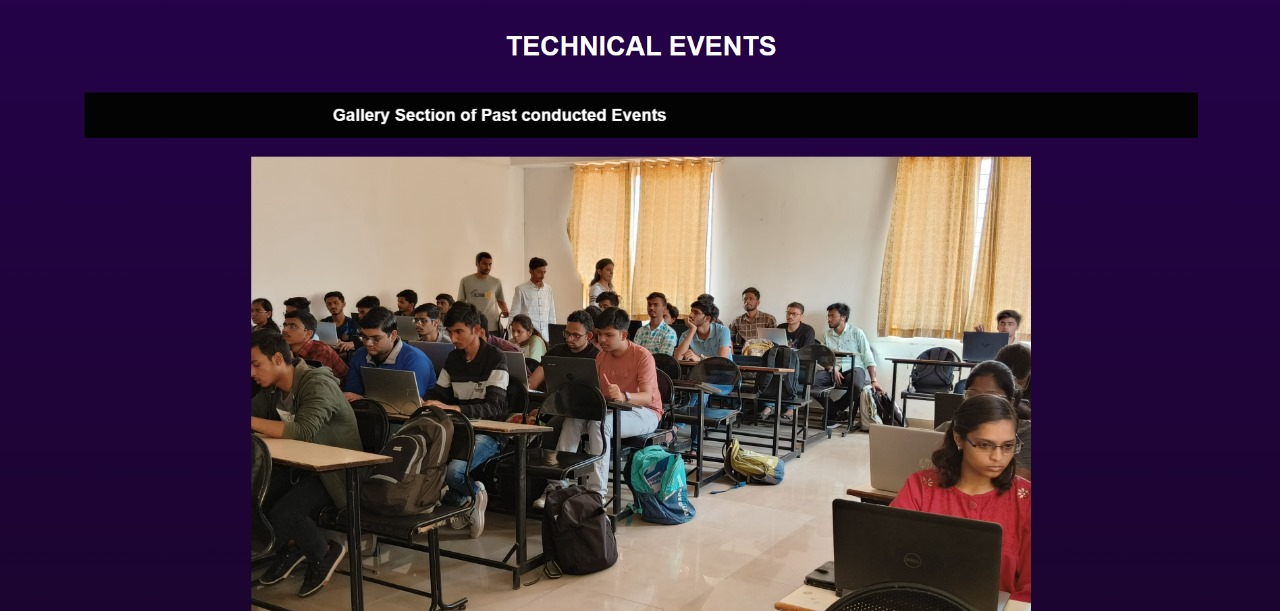 TECHNICAL EVENTS
Gallery Section of Past conducted Events